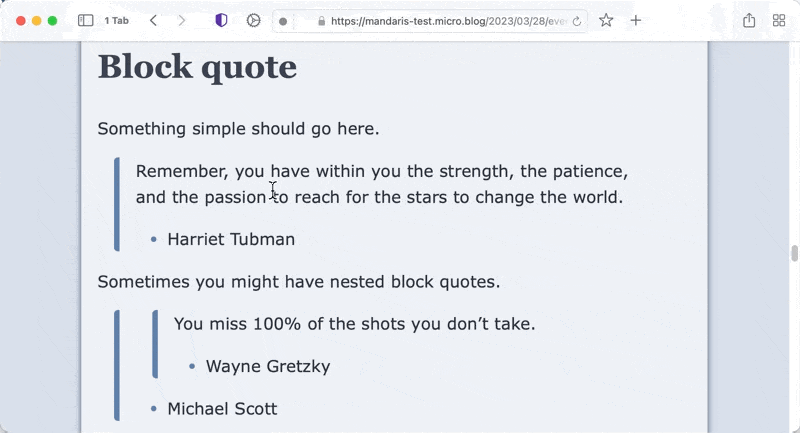 1 Tab
https://mandaris-test.micro.blog/2023/03/28/eve
Block quote
Something simple should go here.
Remember, you have within you the strength, the patience,
and the passion to reach for the stars to change the world.
• Harriet Tubman
Sometimes you might have nested block quotes.
You miss 100% of the shots you don’t take.
• Wayne Gretzky
• Michael Scott